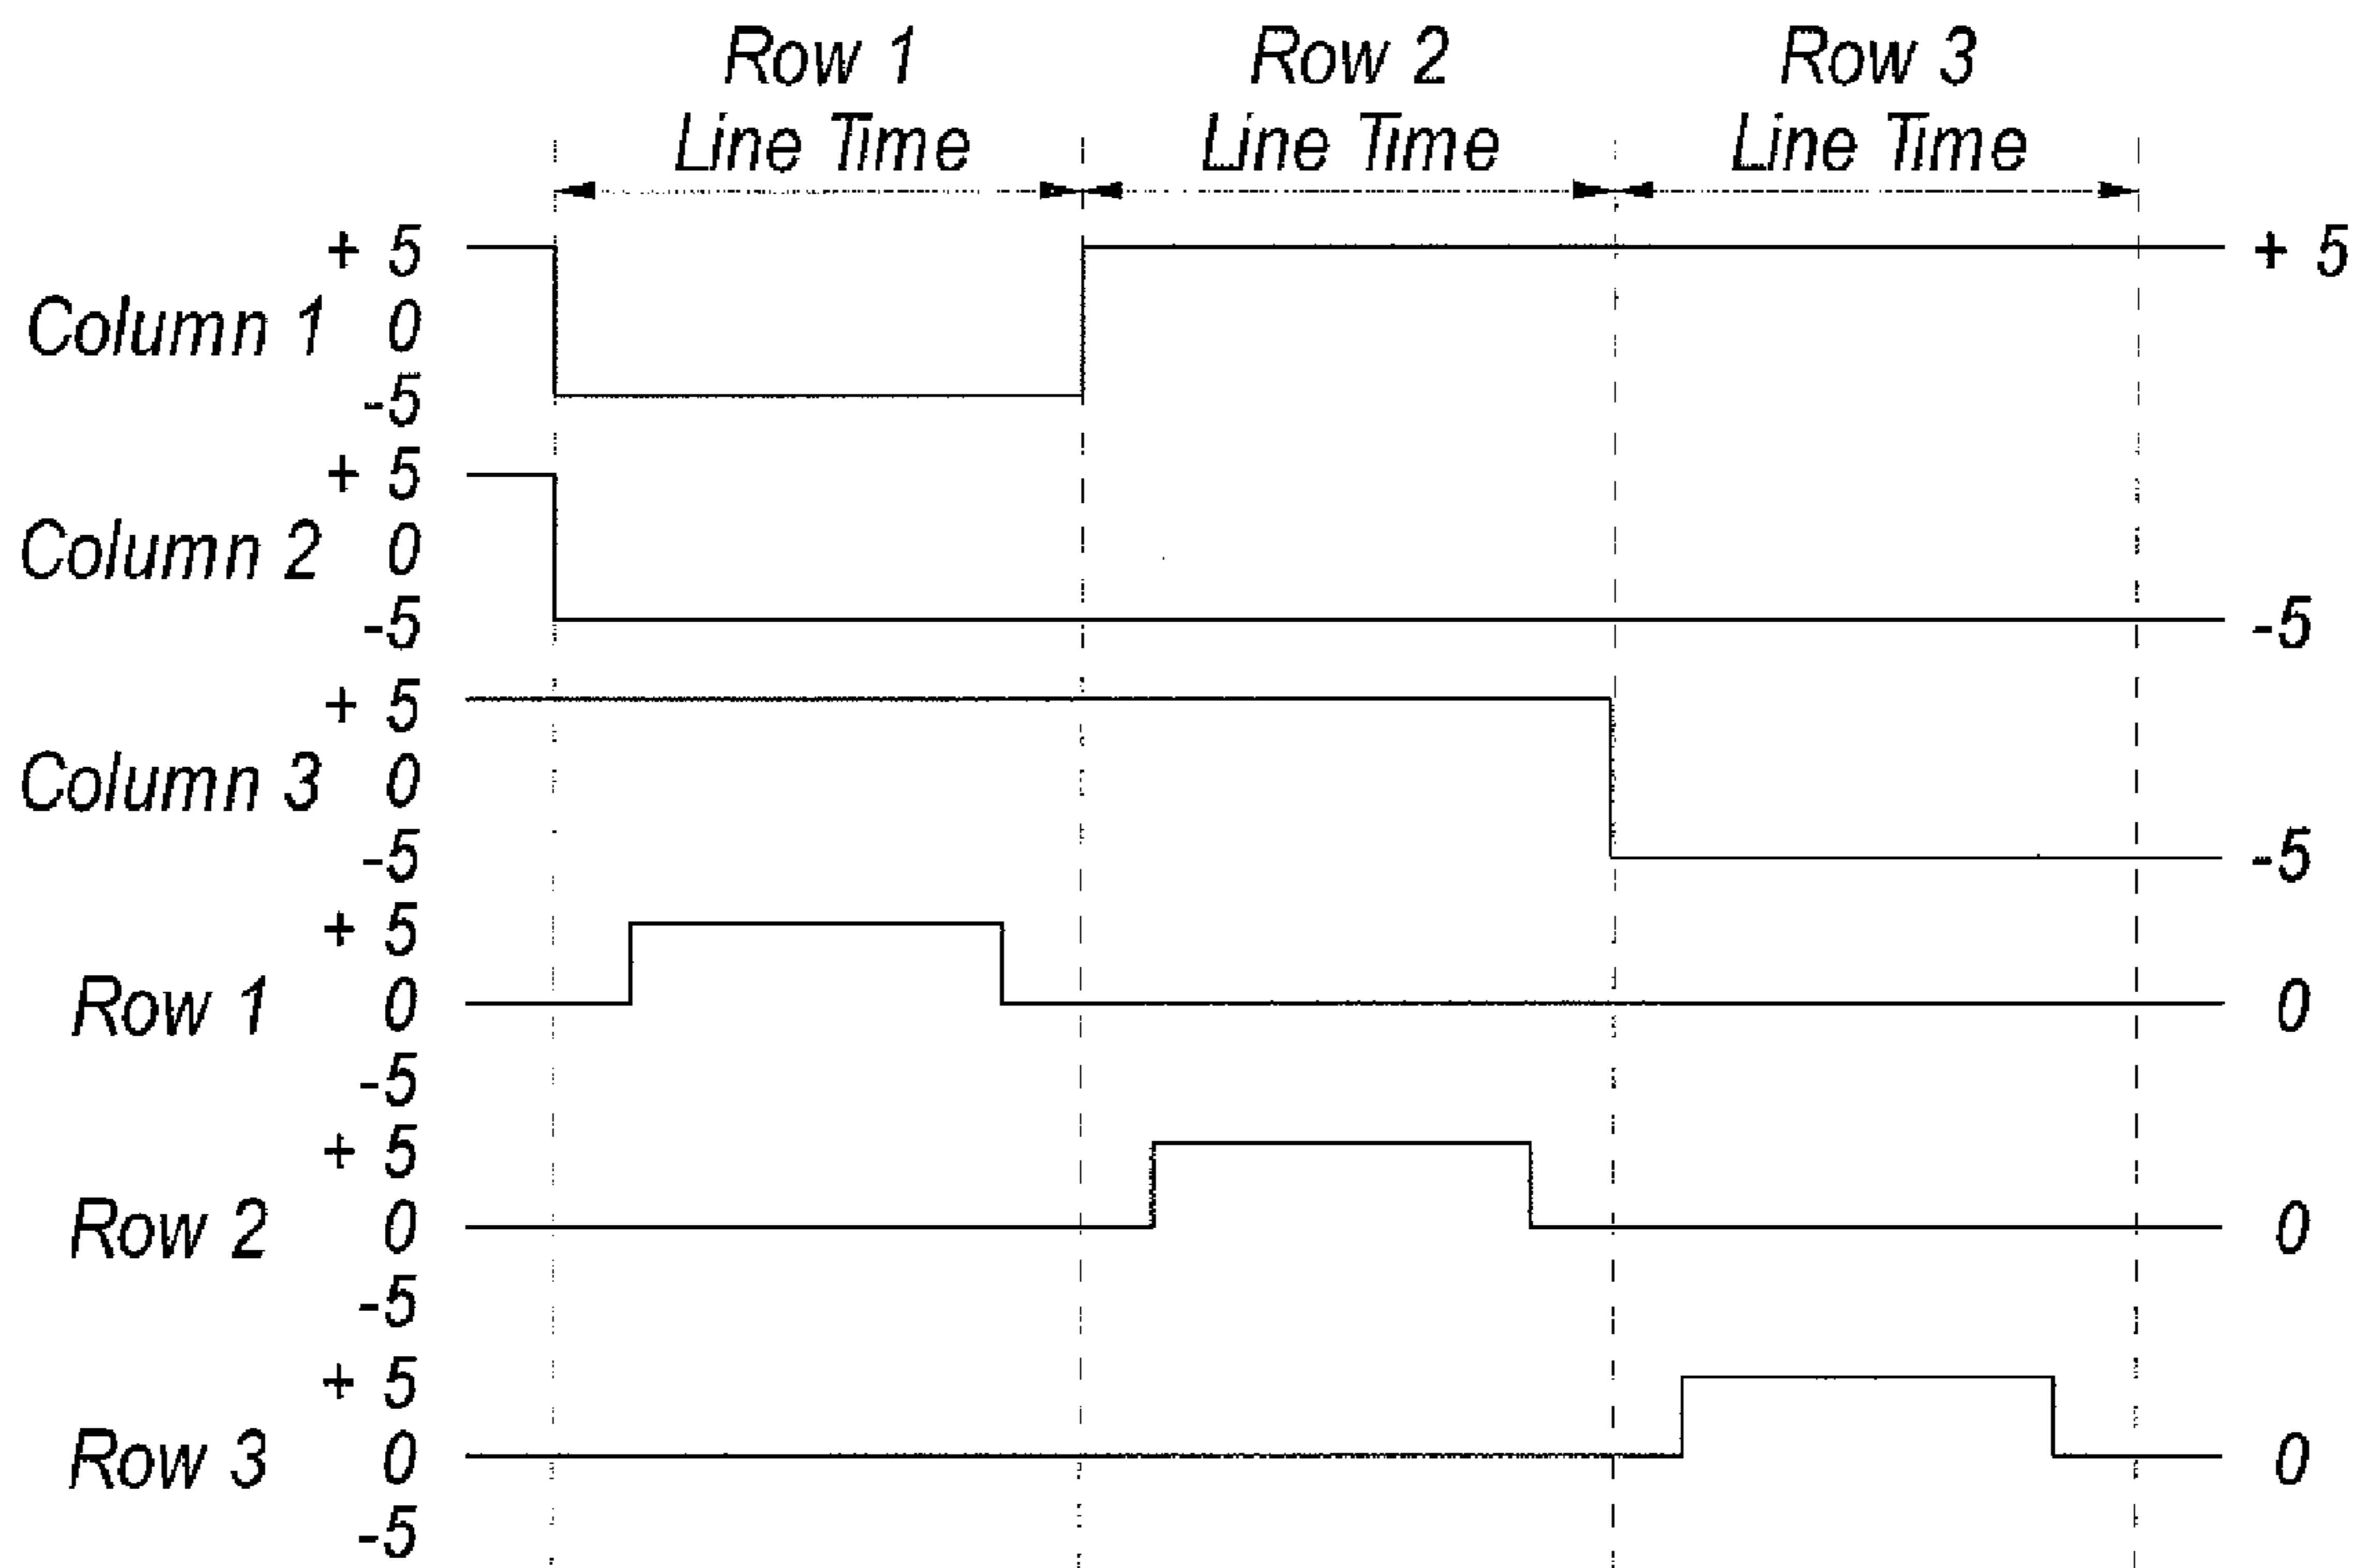 Row 1 Row 2 Row 3
Line Time Line Time Line Time
+ 5 + 5
Column 1 0
-5
+ 5
Column 2 0
-5 -5
+ 5
Column 3 0
-5 -5
+ 5
Row 1 0 0
-5
+ 5
Row 2 0 0
-5
+ 5
Row 3 0 0
-5